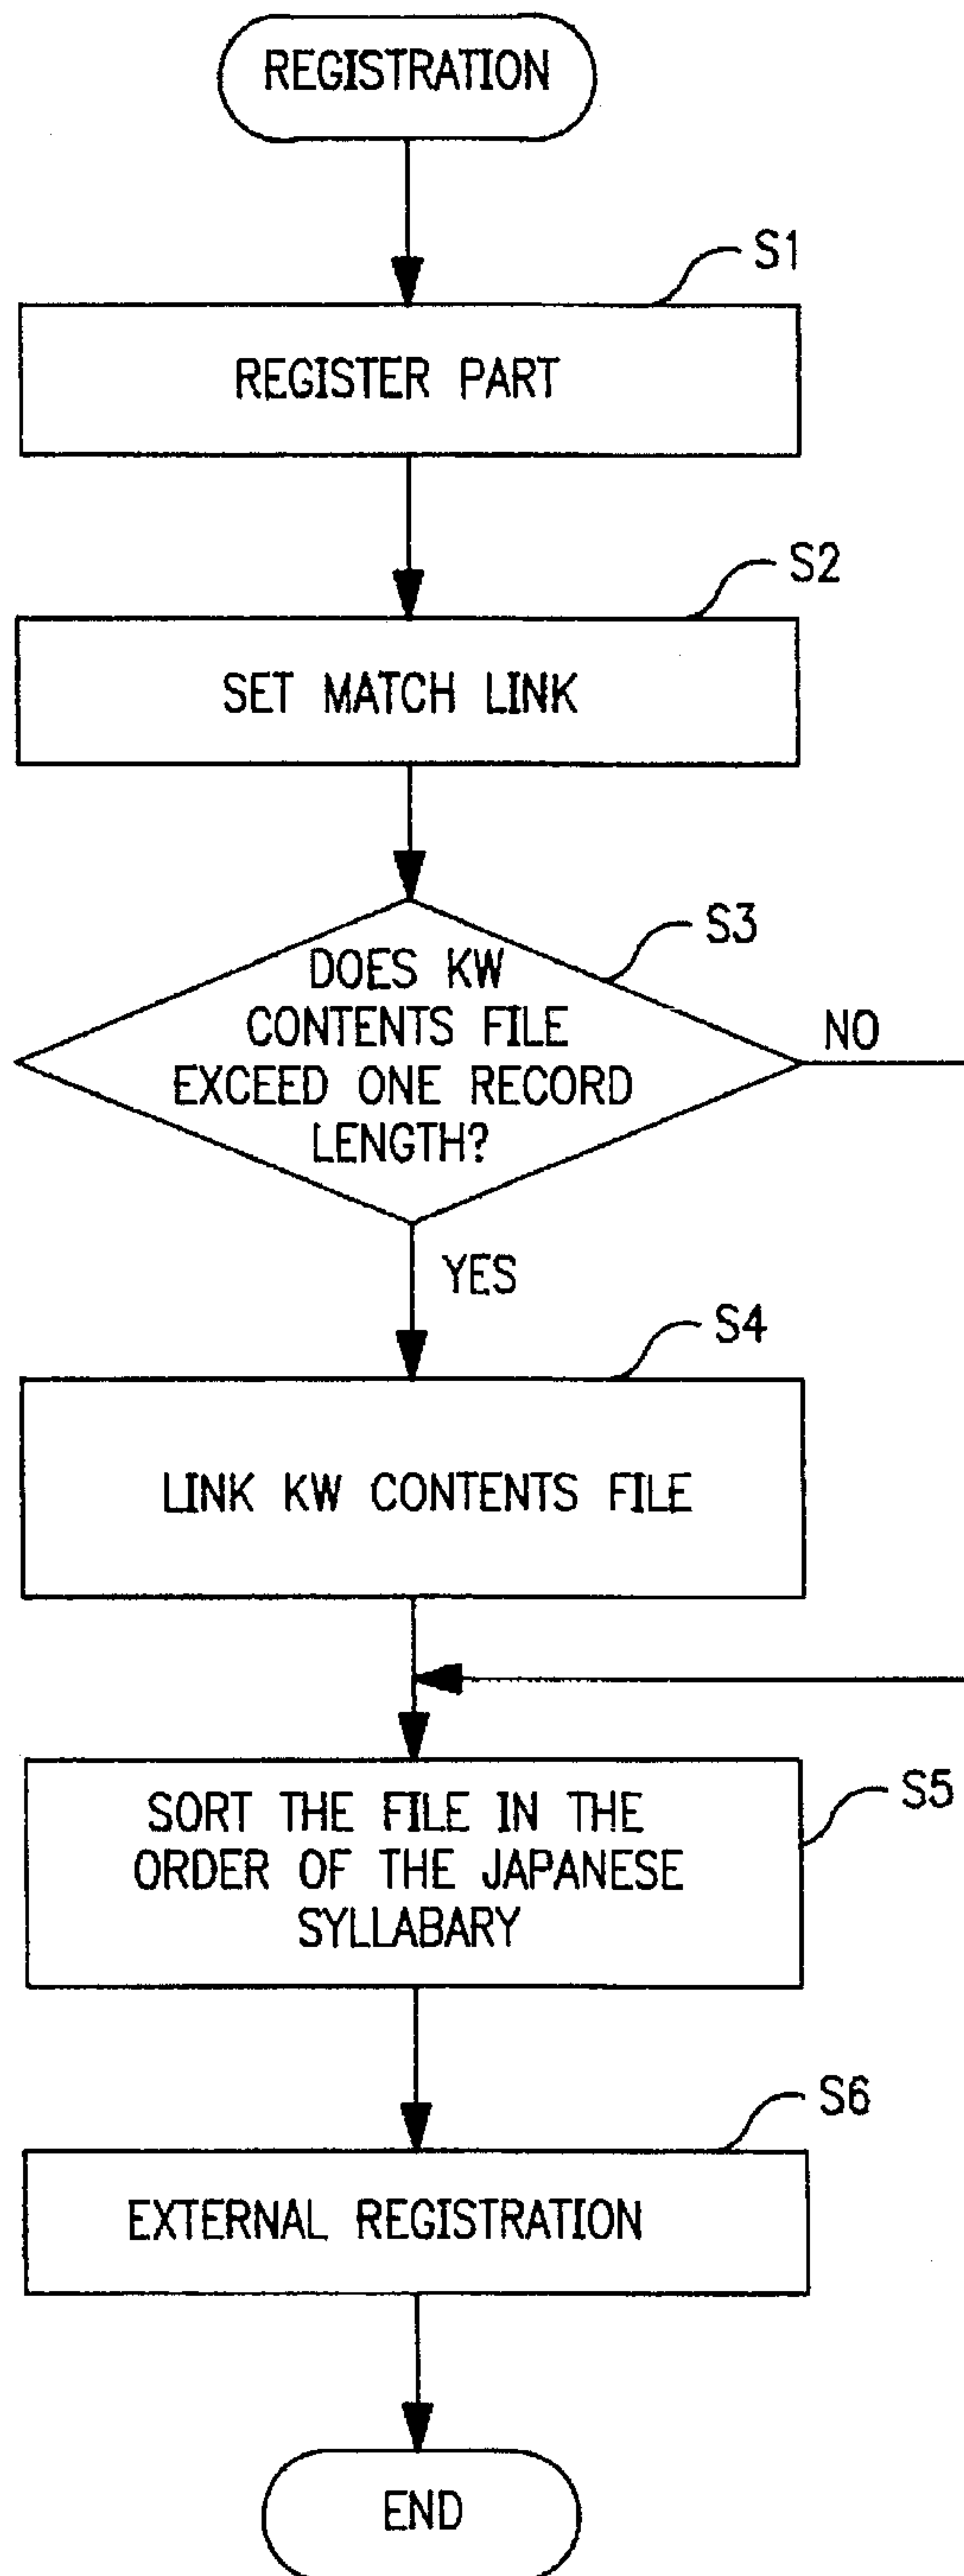 REGISTRATION
S1
REGISTER PART
S2
SET MATCH LINK
S3
DOES KW
CONTENTS FILE
EXCEED ONE RECORD
LENGTH?
NO
YES
S4
LINK KW CONTENTS FILE
S5
SORT THE FILE IN THE
ORDER OF THE JAPANESE
SYLLABARY
S6
EXTERNAL REGISTRATION
END